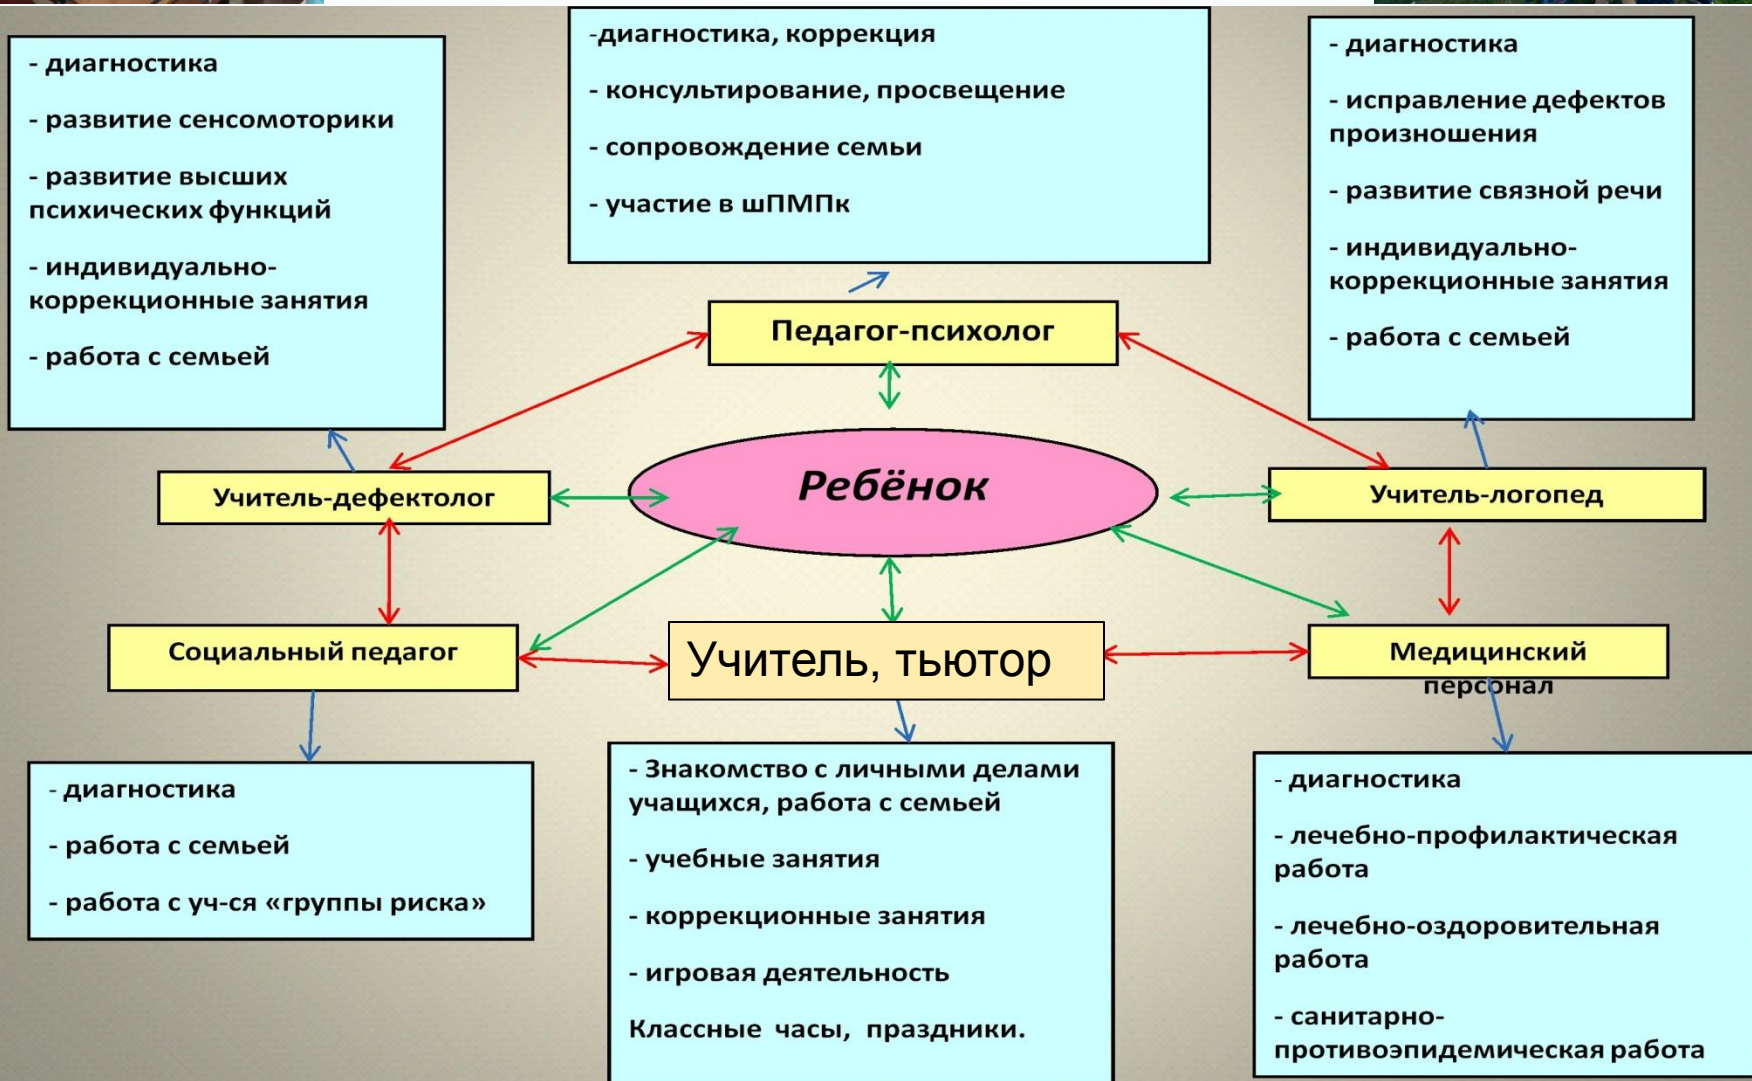 - диагностика
- развитие сенсомоторики
- развитие высших
психических функций
- индивидуально-
коррекционные занятия
- работа с семьей
-диагностика, коррекция
- консультирование, просвещение
- сопровождение семьи
- участие в шПМПк
- диагностика
- исправление дефектов
произношения
- развитие связной речи
- индивидуально-
коррекционные занятия
- работа с семьей
Педагог-психолог
Учитель-дефектолог
Ребёнок
Учитель-логопед
Социальный педагог
Учитель, тьютор
Медицинский
персонал
- диагностика
- работа с семьей
- работа с уч-ся «группы риска»
- Знакомство с личными делами
учащихся, работа с семьей
- учебные занятия
- коррекционные занятия
- игровая деятельность
Классные часы, праздники.
- диагностика
- лечебно-профилактическая
работа
- лечебно-оздоровительная
работа
- санитарно-
противоэпидемическая работа